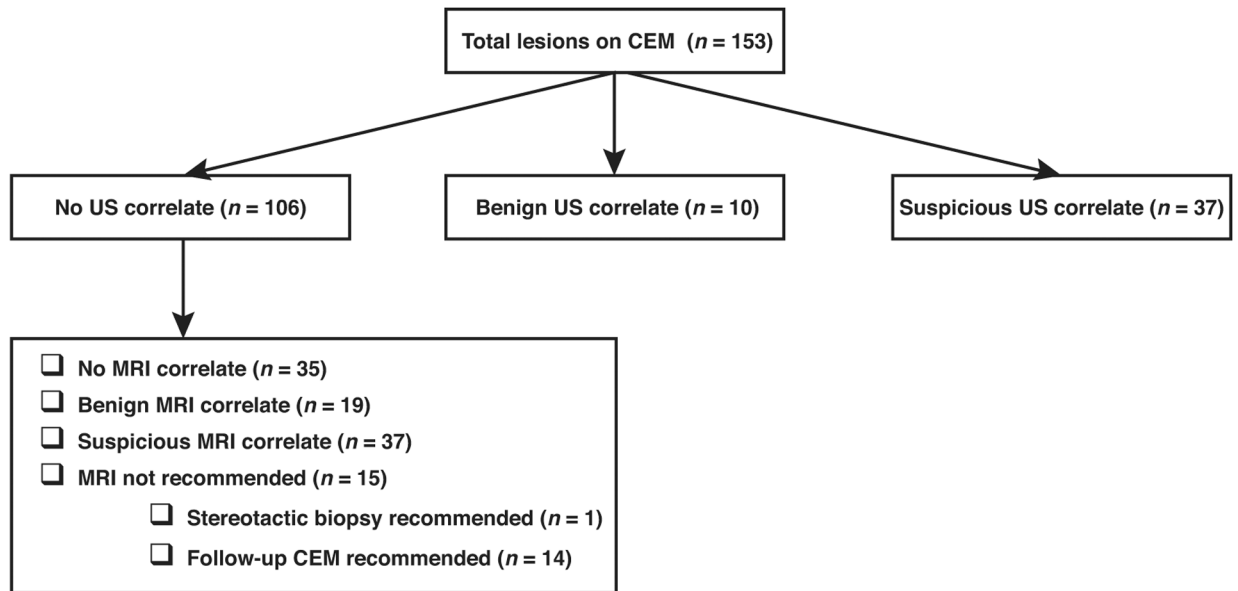 Total lesions on CEM (n = 153)
No US correlate (n = 106)
Benign US correlate (n = 10)
Suspicious US correlate (n = 37)
No MRI correlate (n = 35)
Benign MRI correlate (n = 19)
Suspicious MRI correlate (n = 37)
MRI not recommended (n = 15)
Stereotactic biopsy recommended (n = 1)
Follow-up CEM recommended (n = 14)